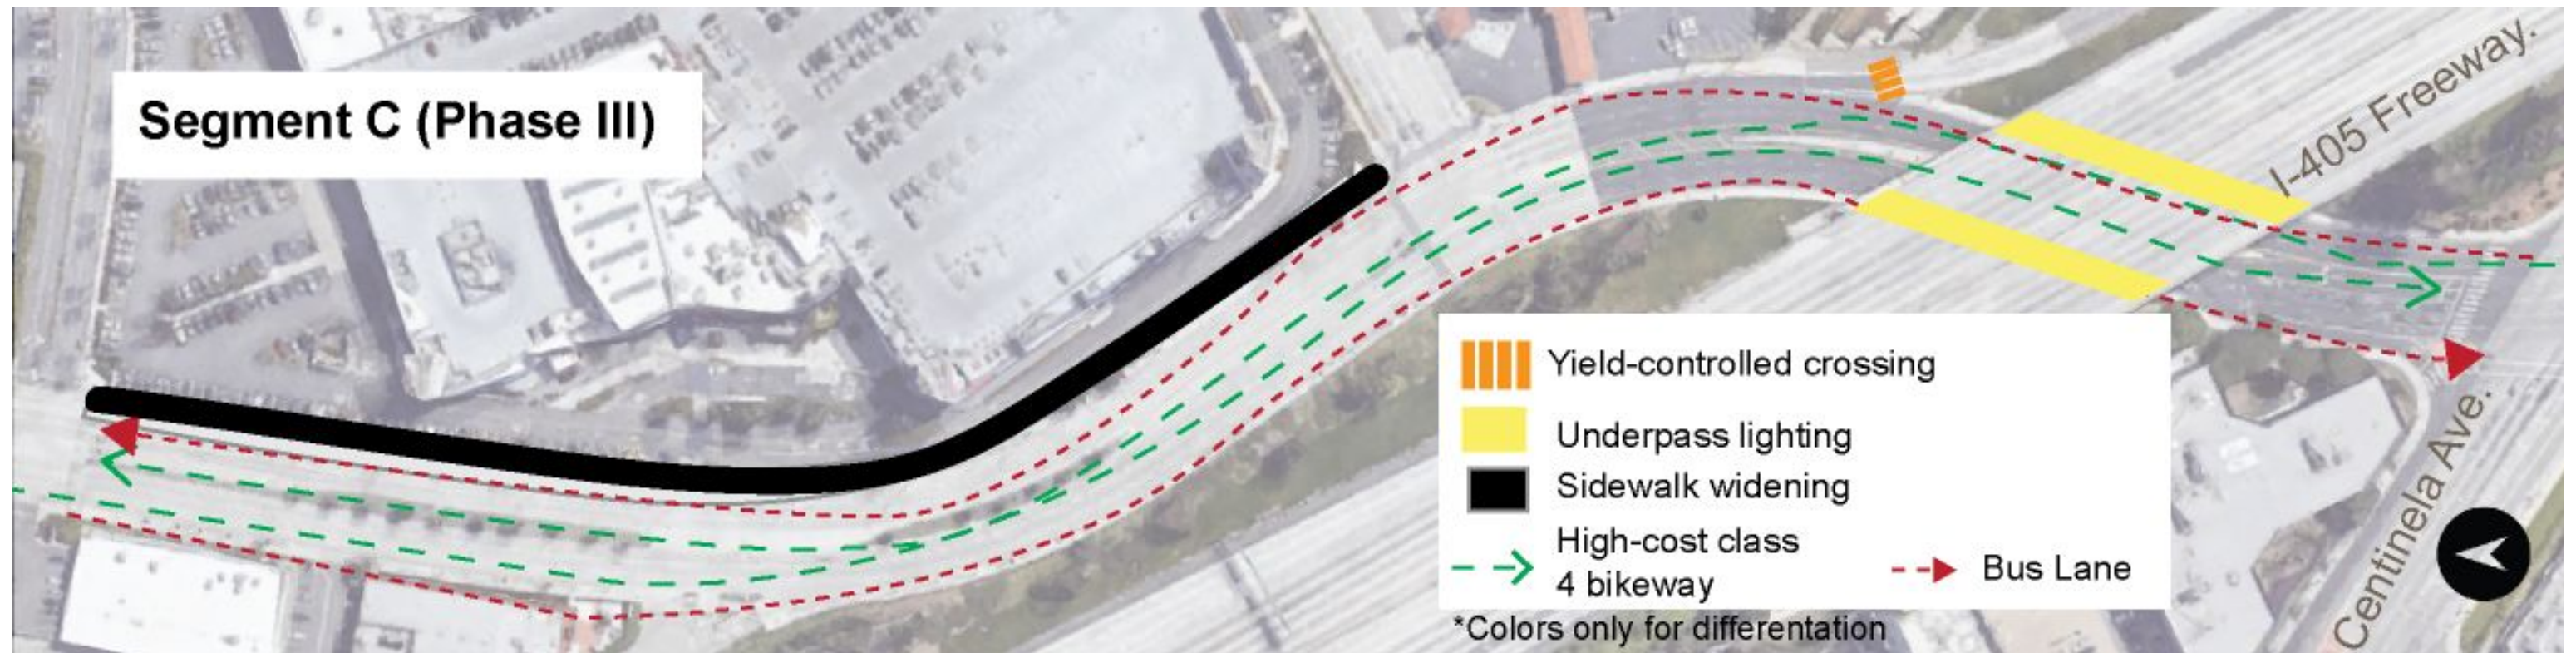 Segment C (Phase III)
I-405 Freeway.
Yield-controlled crossing
Underpass lighting
Sidewalk widening
High-cost class
4 bikeway
Bus Lane
*Colors only for differentation
Centinela Ave.